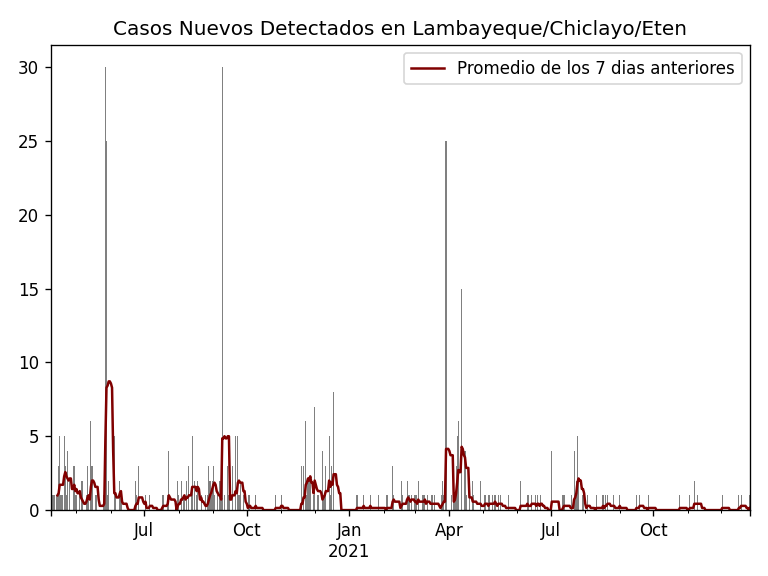 Casos Nuevos Detectados en Lambayeque/Chiclayo/Eten
Promedio de los 7 dias anteriores
30
25
20
15
10
5
0
Jul
Oct
Jan
2021
Apr
Jul
Oct